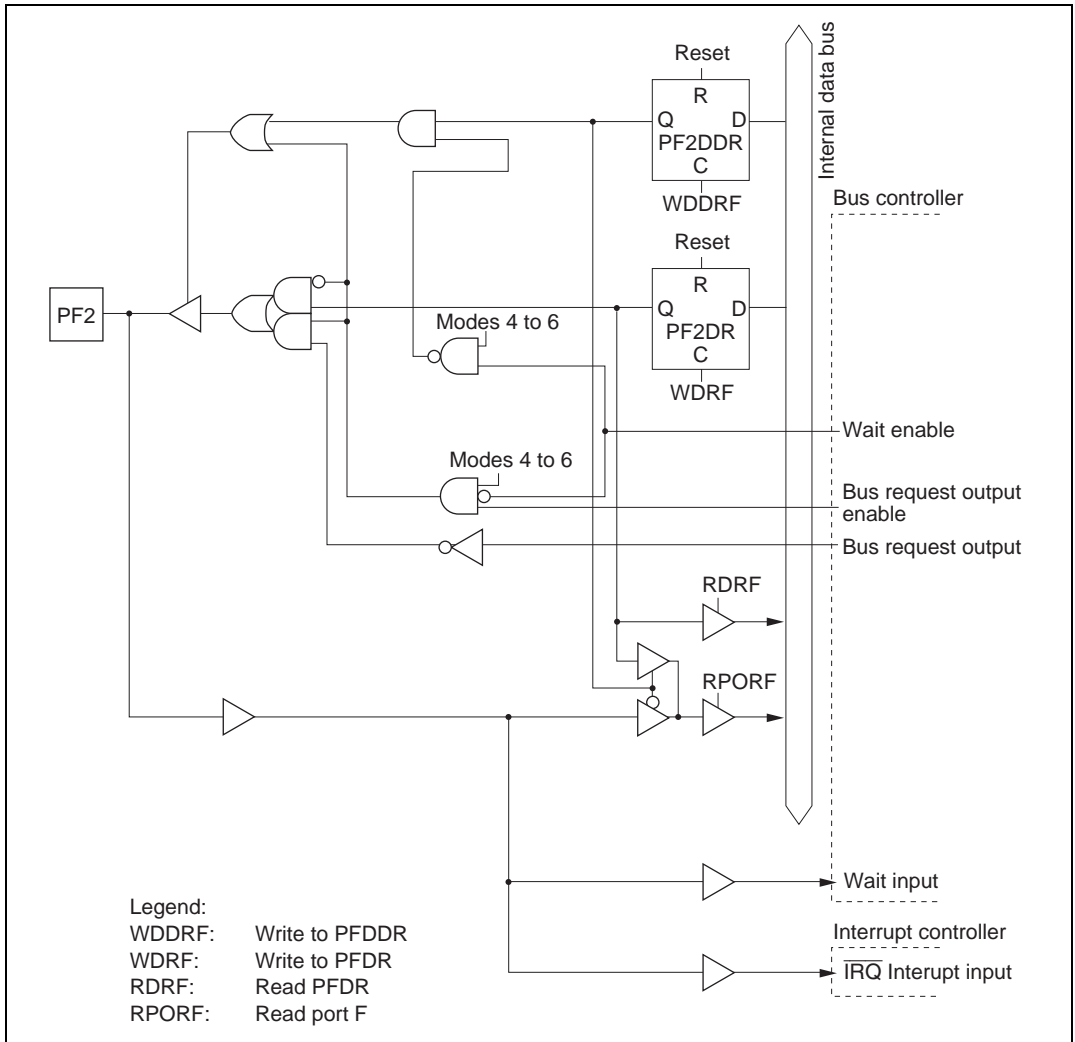 Reset
R
Q D
PF2DDR
C
WDDRF
Internal data bus
Bus controller
Reset
R
Q D
PF2DR
C
WDRF
PF2
Modes 4 to 6
Wait enable
Modes 4 to 6
Bus request output
enable
Bus request output
RDRF
RPORF
Wait input
Legend:
WDDRF: Write to PFDDR
WDRF: Write to PFDR
RDRF: Read PFDR
RPORF: Read port F
Interrupt controller
I̅R̅Q̅ Interupt input